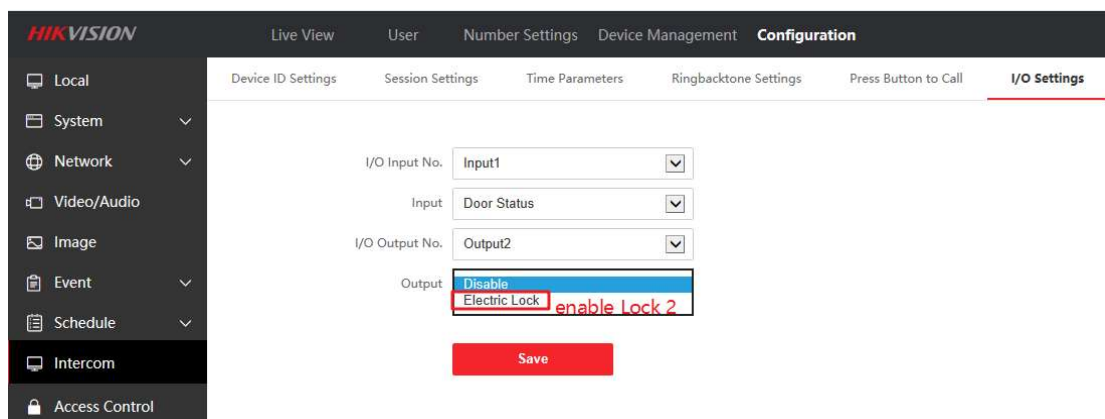 HIKVISION Live View User Number Settings Device Management Configuration
Local Device ID Settings Session Settings Time Parameters Ringbacktone Settings Press Button to Call I/O Settings
System
Network
Video/Audio
Image
Event
Schedule
Intercom
Access Control
I/O Input No. Input1
Input Door Status
I/O Output No. Output2
Output Disable
Electric Lock enable Lock 2
Save